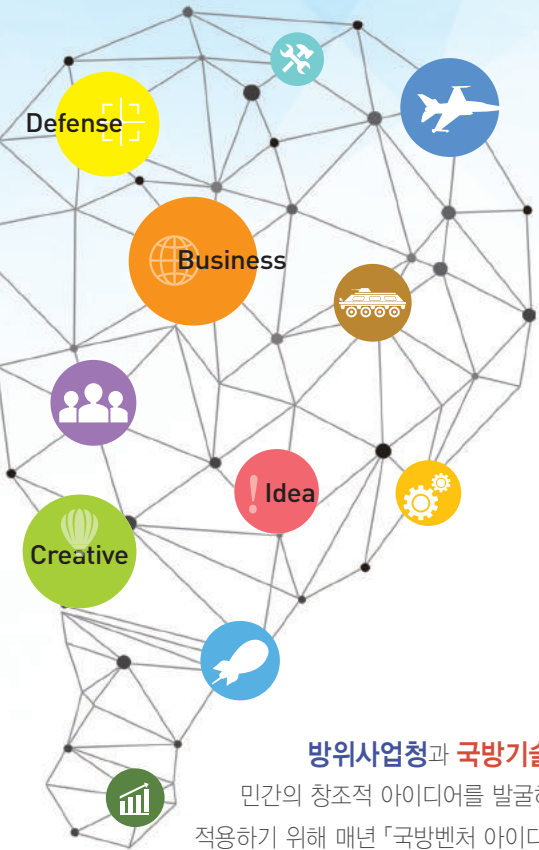 Defense
Business
Idea
Creative
방위사업청과 국방기술
민간의 창조적 아이디어를 발굴하
적용하기 위해 매년 「국방벤처 아이디